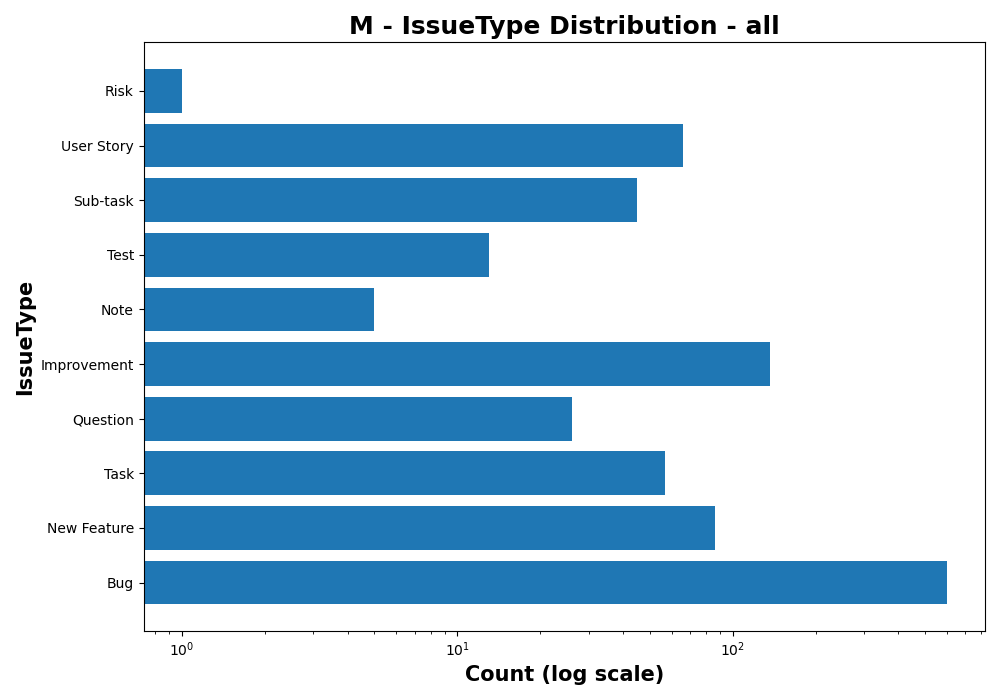 M - IssueType Distribution - all
Risk
User Story
Sub-task
Test
Note
Improvement
Question
Task
New Feature
Bug
IssueType
10⁰ 10¹ 10²
Count (log scale)